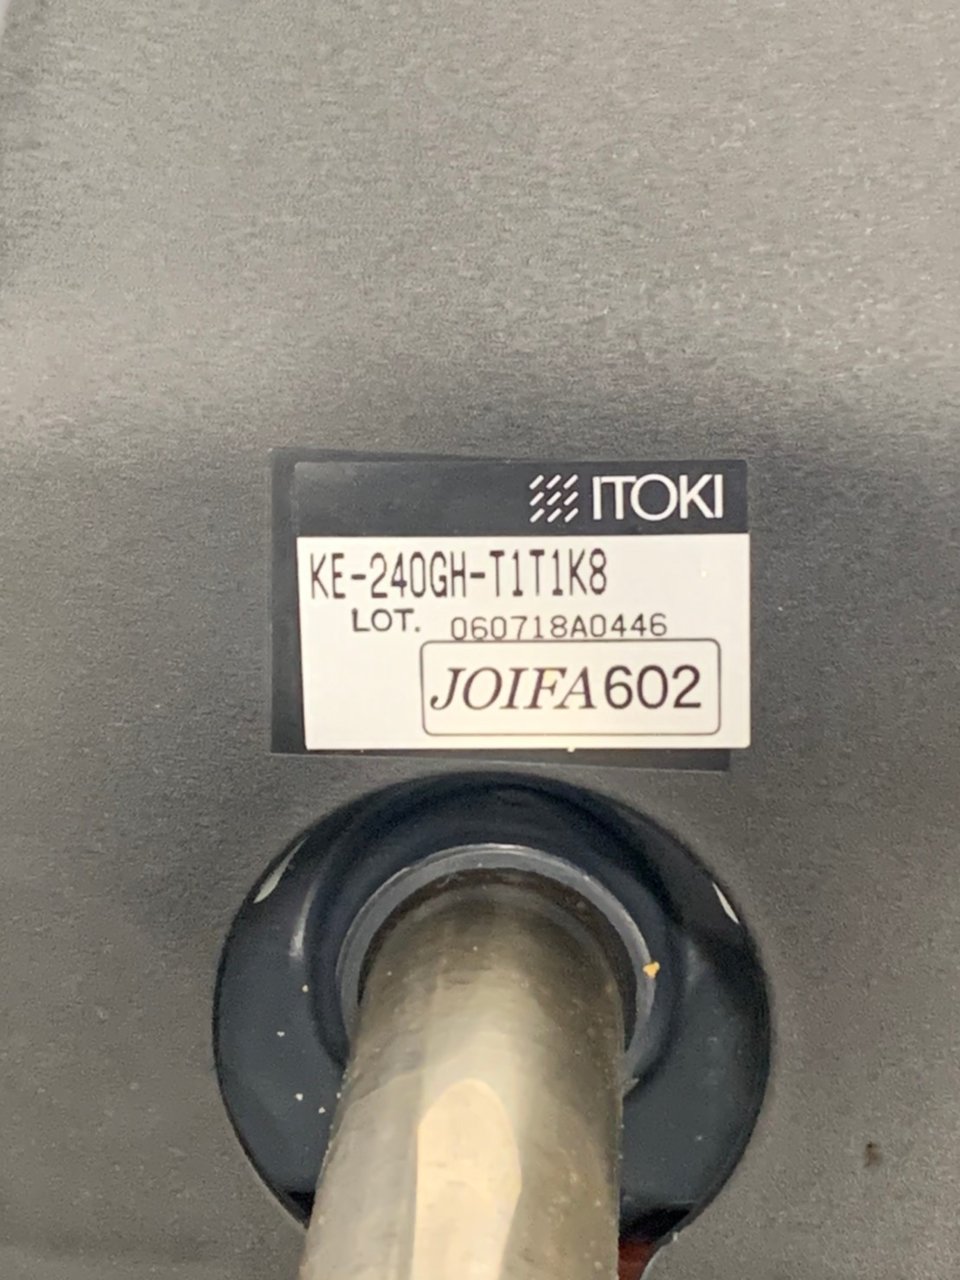 ITOKI
KE-240GH-T1T1K8
LOT. 060718A0446
JOIFA602